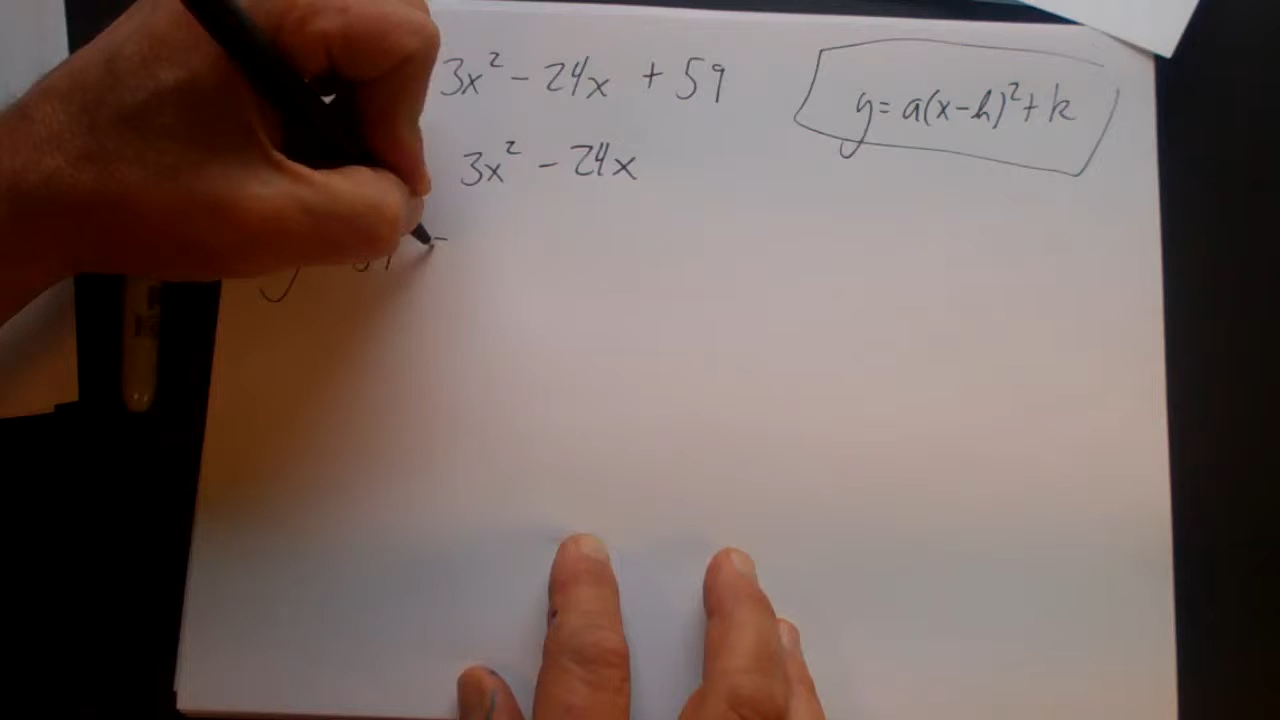 3x² - 24x + 59
y = a(x-h)² + k
3x² - 24x